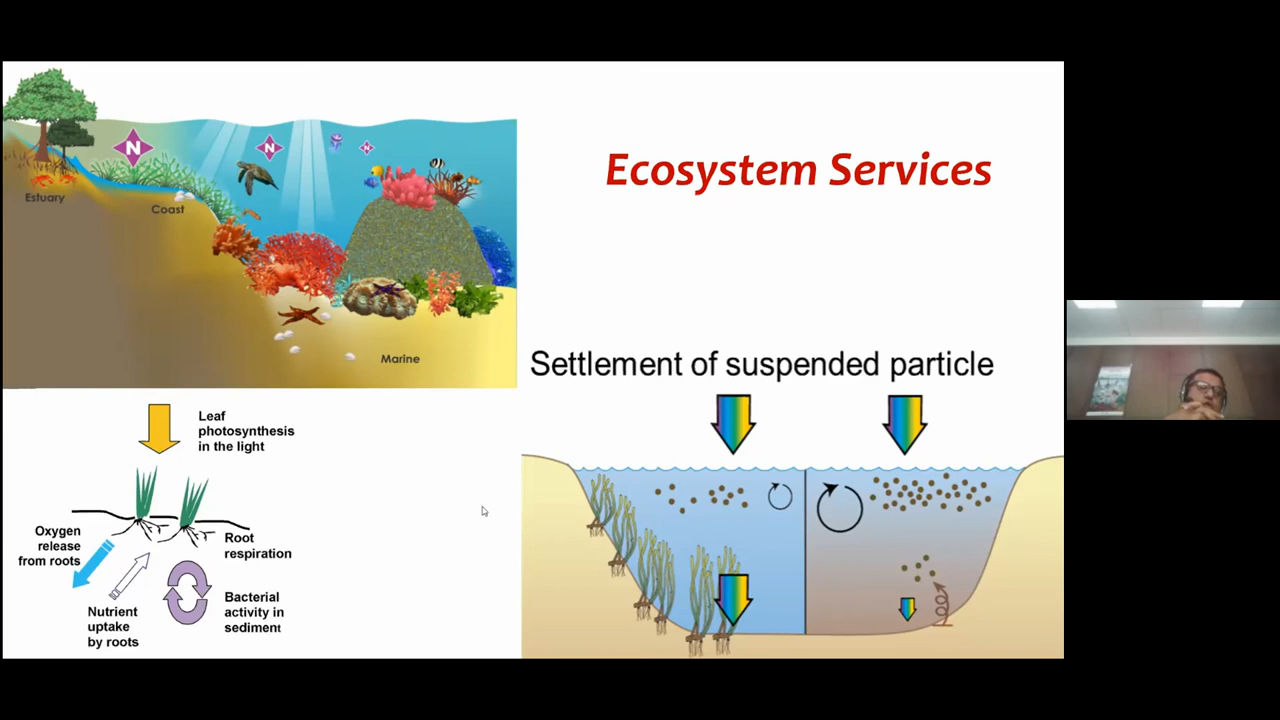 Ecosystem Services
N
N
N
Estuary
Coast
Marine
Settlement of suspended particle
Leaf
photosynthesis
in the light
Oxygen
release
from roots
Root
respiration
Nutrient
uptake
by roots
Bacterial
activity in
sediment